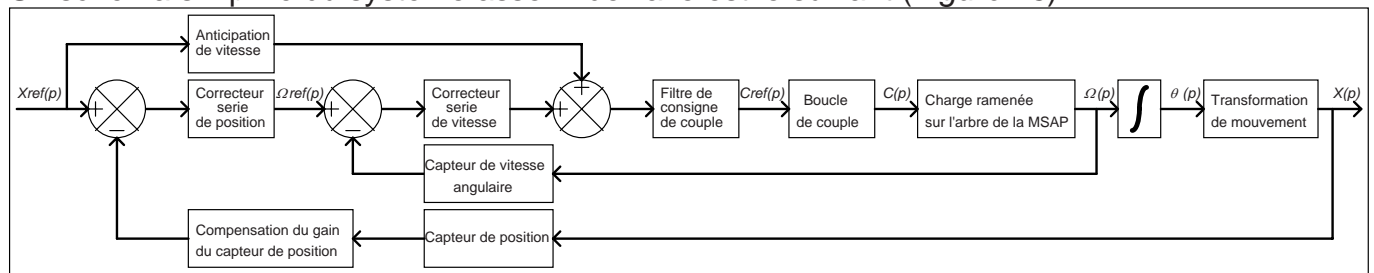 Anticipation
de vitesse
Xref(p)
+
−
Correcteur
serie
de position
Ωref(p)
+
−
Correcteur
serie
de vitesse
+
+
Filtre de
consigne
de couple
Cref(p)
Boucle
de couple
C(p)
Charge ramenée
sur l'arbre de la MSAP
Ω(p)
∫
θ (p)
Transformation
de mouvement
X(p)
Capteur de vitesse
angulaire
Compensation du gain
du capteur de position
Capteur de position